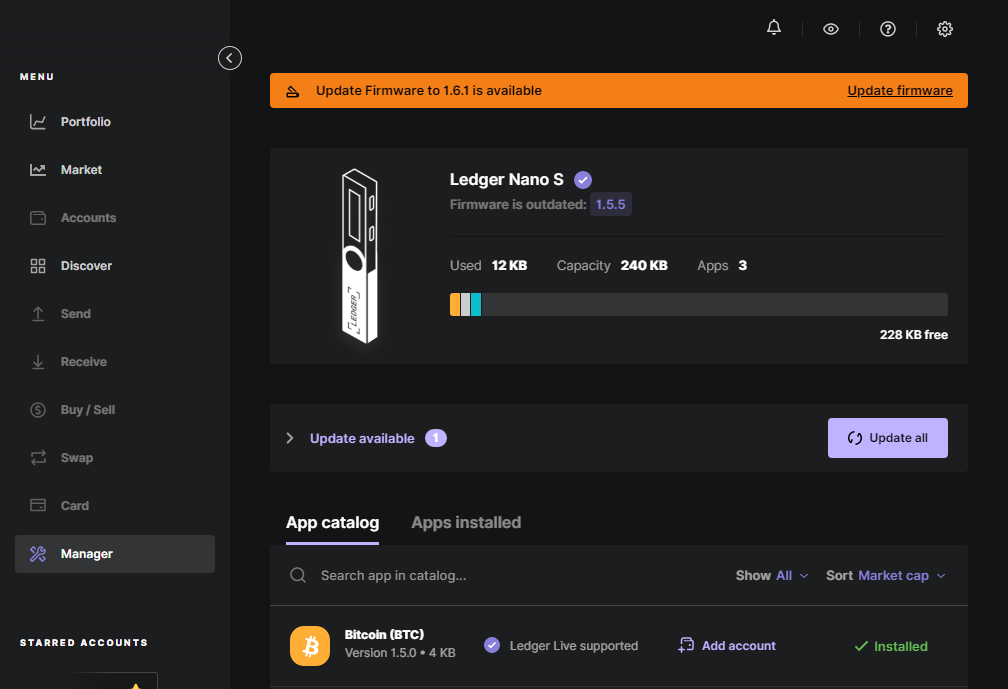 MENU
Portfolio
Market
Accounts
Discover
Send
Receive
Buy / Sell
Swap
Card
Manager
STARRED ACCOUNTS
Update Firmware to 1.6.1 is available
Update firmware
LEDGER
Ledger Nano S
Firmware is outdated: 1.5.5
Used 12 KB Capacity 240 KB Apps 3
228 KB free
Update available 1
Update all
App catalog Apps installed
Search app in catalog... Show All Sort Market cap
Bitcoin (BTC)
Version 1.5.0 • 4 KB
Ledger Live supported
Add account
Installed